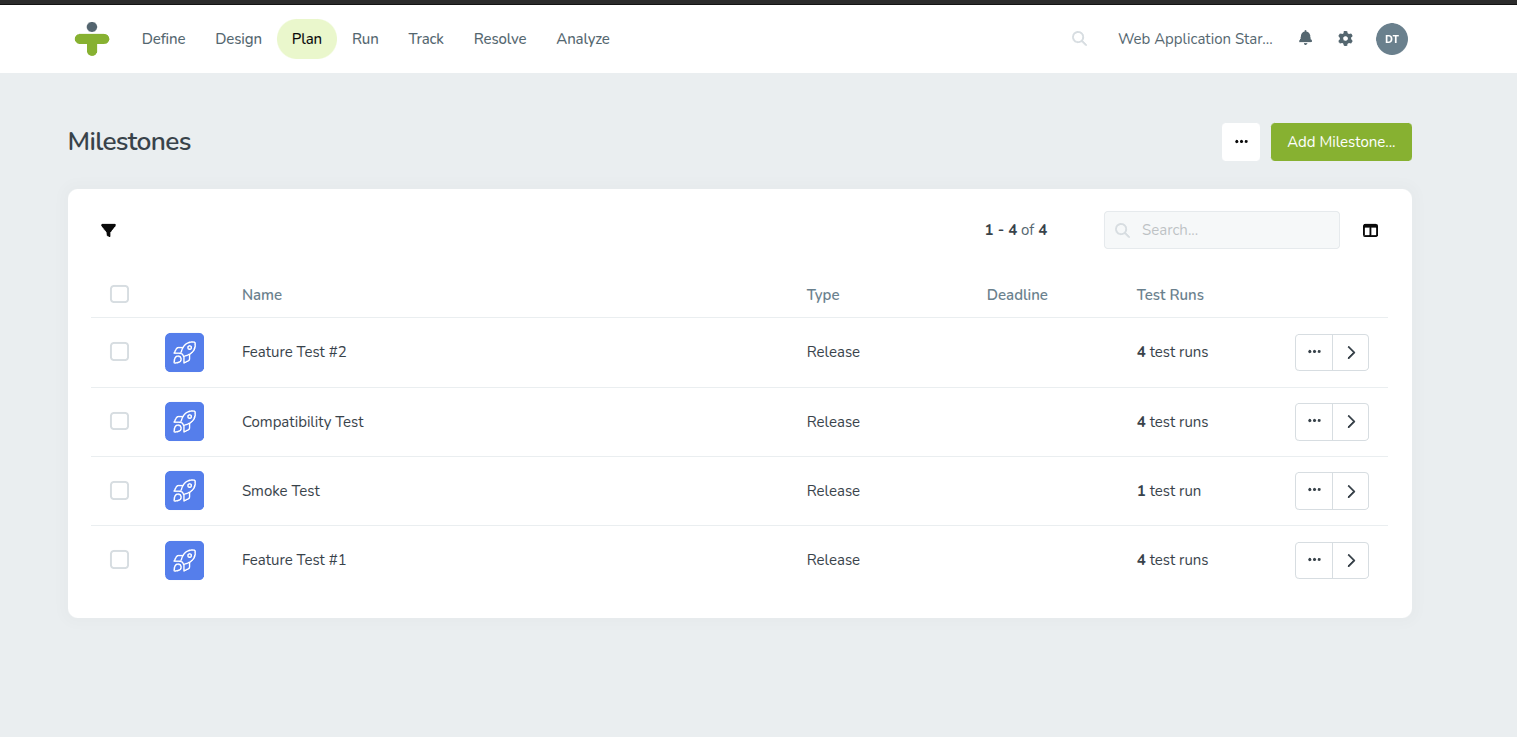 Define Design Plan Run Track Resolve Analyze Web Application Star... DT
Milestones ... Add Milestone...
1 - 4 of 4 Search...
Name Type Deadline Test Runs
Feature Test #2 Release 4 test runs
Compatibility Test Release 4 test runs
Smoke Test Release 1 test run
Feature Test #1 Release 4 test runs